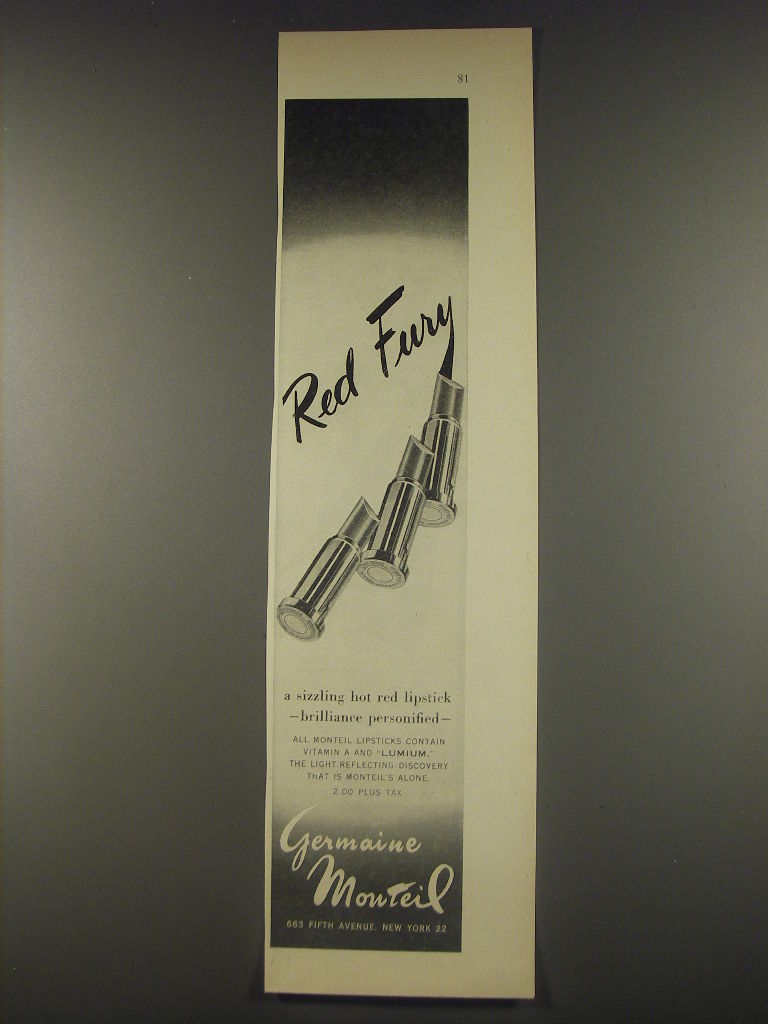 81
Red Fury
a sizzling hot red lipstick
—brilliance personified—
ALL MONTEIL LIPSTICKS CONTAIN
VITAMIN A AND "LUMIUM,"
THE LIGHT-REFLECTING DISCOVERY
THAT IS MONTEIL'S ALONE.
2.00 PLUS TAX
Germaine
Monteil
663 FIFTH AVENUE, NEW YORK 22